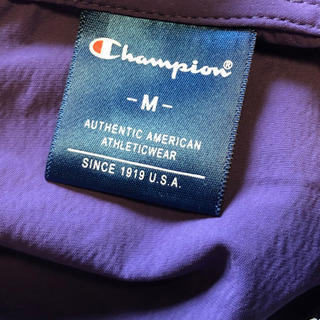 Champion
-M-
AUTHENTIC AMERICAN
ATHLETICWEAR
SINCE 1919 U.S.A.